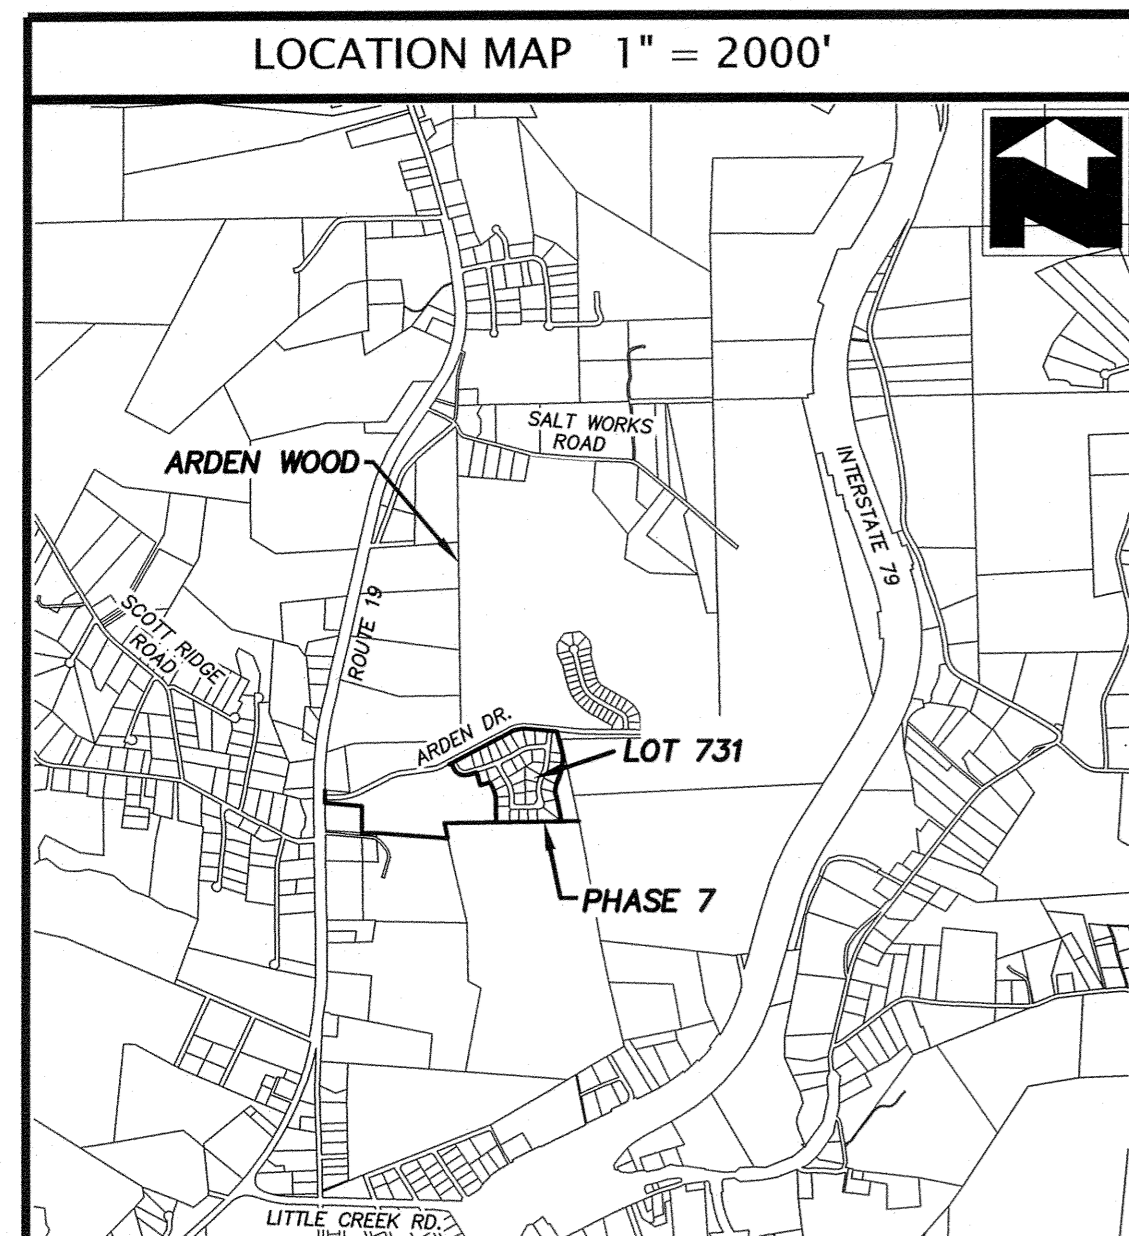 LOCATION MAP 1" = 2000'
N
SALT WORKS
ROAD
ARDEN WOOD
INTERSTATE 79
SCOTT RIDGE
ROAD
ROUTE 19
ARDEN DR.
LOT 731
PHASE 7
LITTLE CREEK RD.